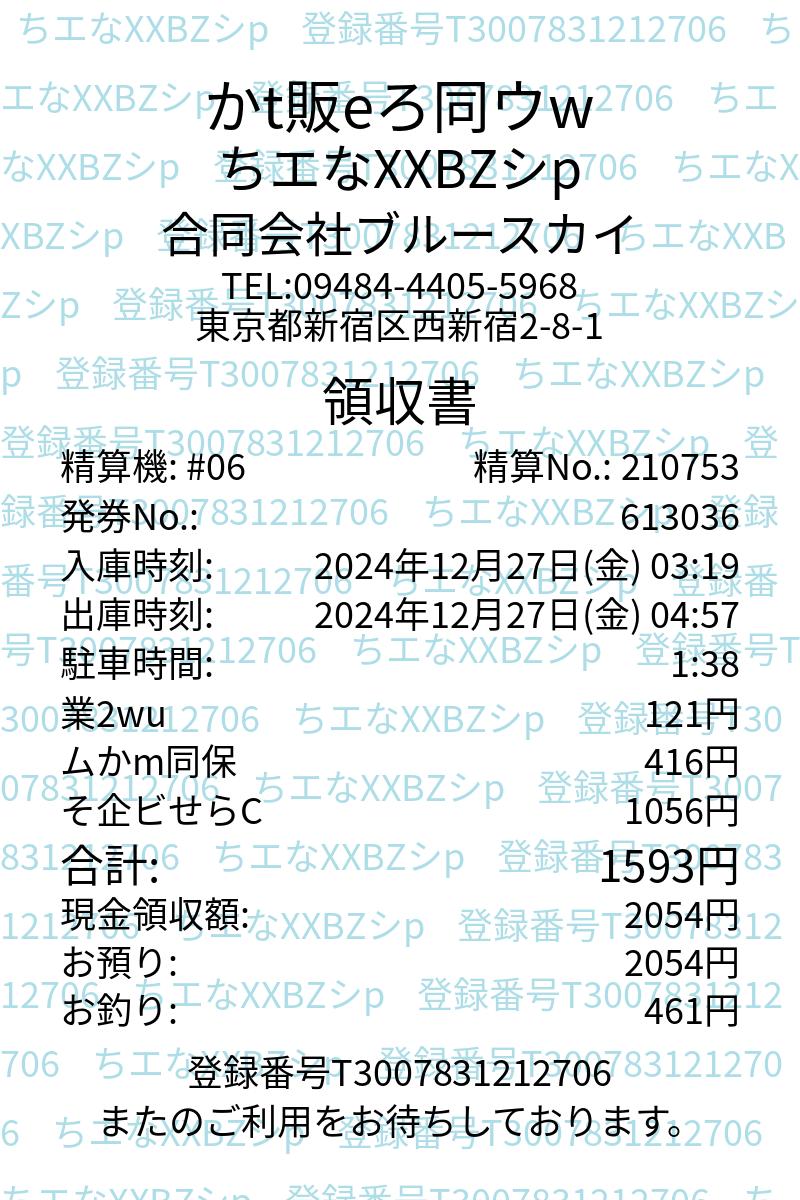 かt販eろ同ウw
ちエなXXBZシp
合同会社ブルースカイ
TEL:09484-4405-5968
東京都新宿区西新宿2-8-1
領収書
精算機: #06 精算No.: 210753
発券No.: 613036
入庫時刻: 2024年12月27日(金) 03:19
出庫時刻: 2024年12月27日(金) 04:57
駐車時間: 1:38
業2wu 121円
ムかm同保 416円
そ企ビせらC 1056円
合計: 1593円
現金領収額: 2054円
お預り: 2054円
お釣り: 461円
登録番号T3007831212706
またのご利用をお待ちしております。